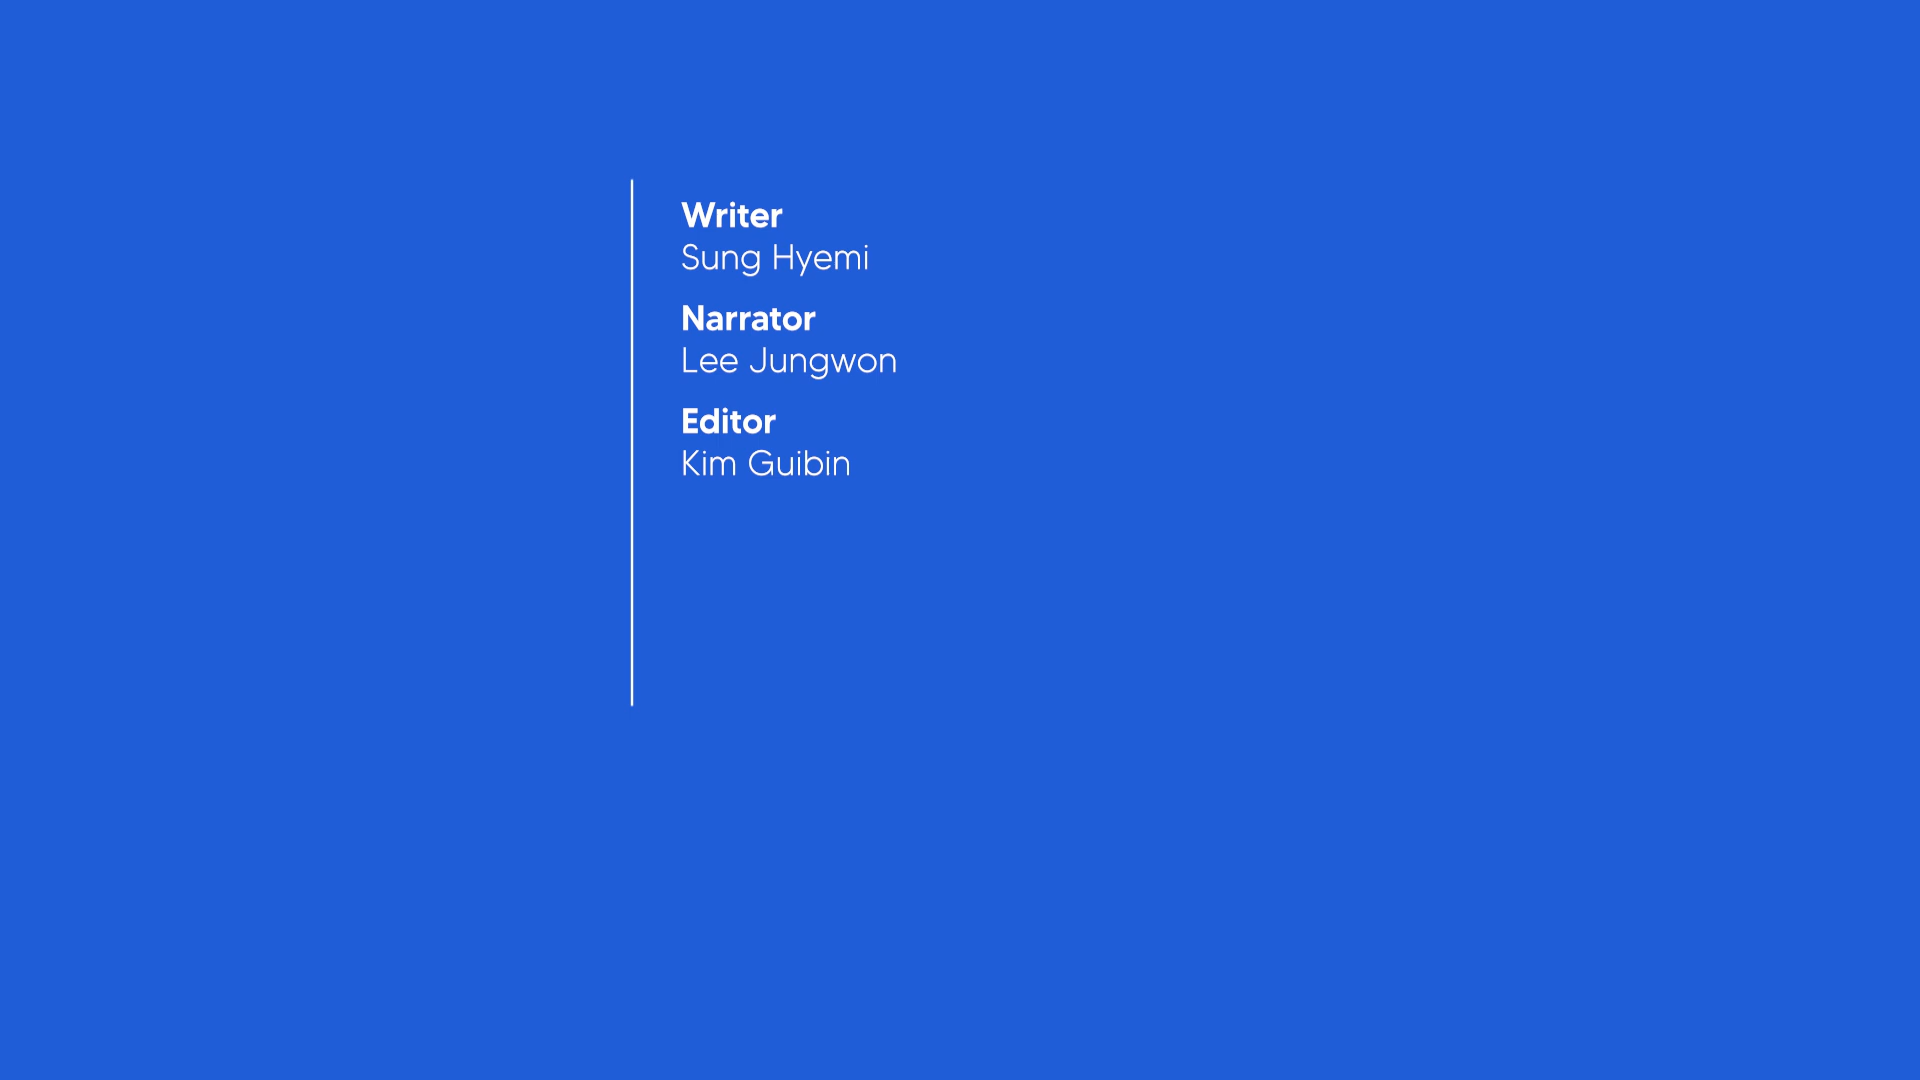 Writer
Sung Hyemi
Narrator
Lee Jungwon
Editor
Kim Guibin